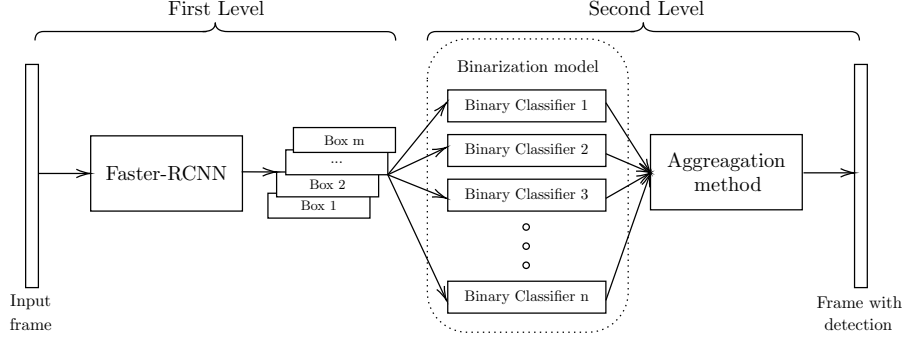 First Level
Second Level
Binarization model
Input
frame
Faster-RCNN
Box m
...
Box 2
Box 1
Binary Classifier 1
Binary Classifier 2
Binary Classifier 3
Binary Classifier n
Aggreagation
method
Frame with
detection